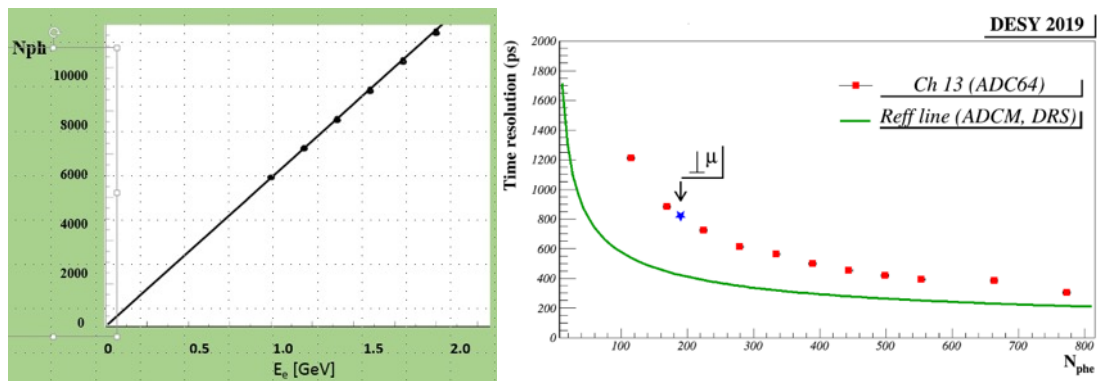 Nph
10000
8000
6000
4000
2000
0
0 0.5 1.0 1.5 2.0
E_e [GeV]
DESY 2019
Time resolution (ps)
2000
1800
1600
1400
1200
1000
800
600
400
200
0
Ch 13 (ADC64)
Reff line (ADCM, DRS)
⊥μ
100 200 300 400 500 600 700 800
N_phe